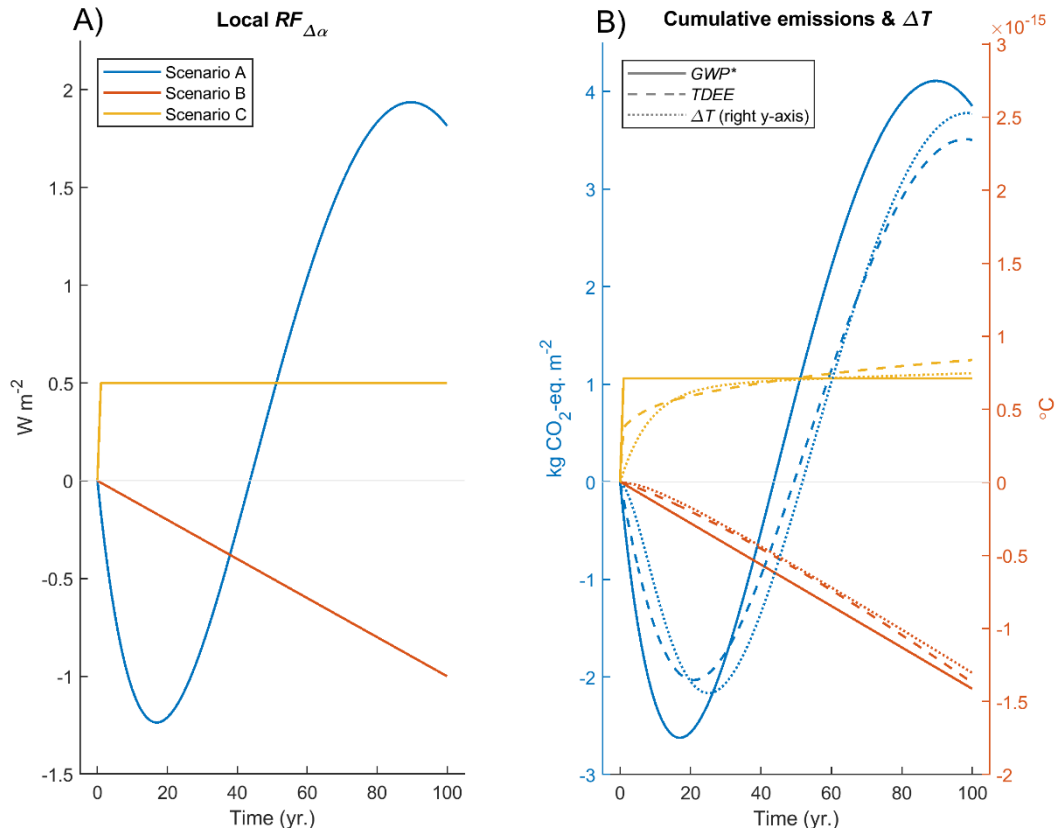 A)
Local RF Δα
Scenario A
Scenario B
Scenario C
2
1.5
1
0.5
0
-0.5
-1
-1.5
W m-2
0 20 40 60 80 100
Time (yr.)
B)
Cumulative emissions & ΔT
×10-15
GWP*
TDEE
ΔT (right y-axis)
4
3
2
1
0
-1
-2
-3
kg CO2-eq. m-2
3
2.5
2
1.5
1
0.5
0
-0.5
-1
-1.5
-2
°C
0 20 40 60 80 100
Time (yr.)